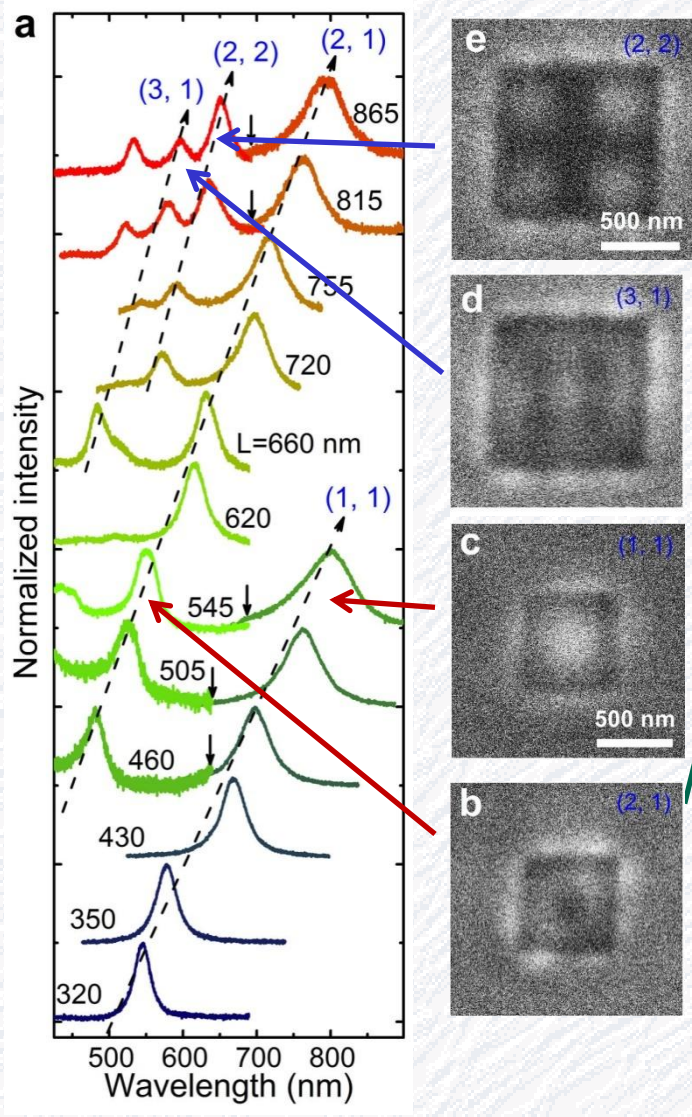 a
(3, 1)
(2, 2)
(2, 1)
865
815
755
720
L=660 nm
620
(1, 1)
545
505
460
430
350
320
Normalized intensity
500 600 700 800
Wavelength (nm)
e
(2, 2)
500 nm
d
(3, 1)
c
(1, 1)
500 nm
b
(2, 1)